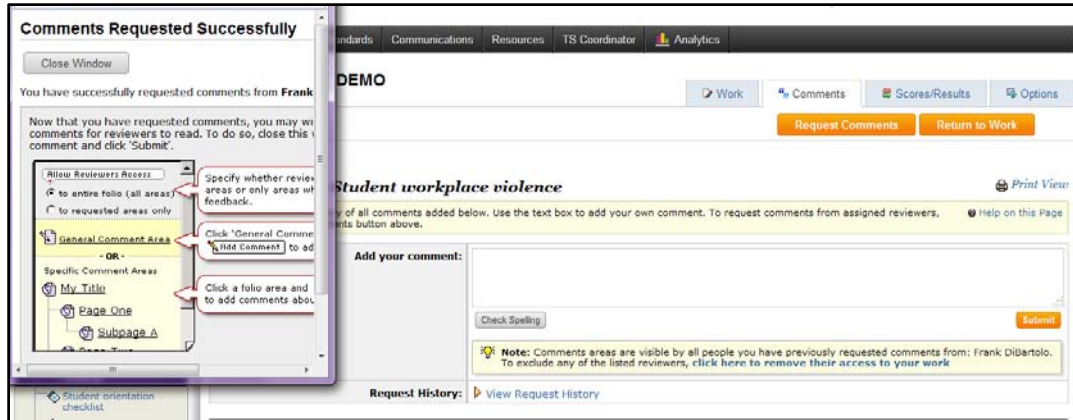 Comments Requested Successfully
Close Window
You have successfully requested comments from Frank
Now that you have requested comments, you may
comments for reviewers to read. To do so, close this
comment and click 'Submit'.
Allow Reviewers Access
to entire folio (all areas)
to requested areas only
Specify whether
areas or only areas
feedback.
General Comment Area
Click 'General
Add Comment to
- OR -
Specific Comment Areas
My Title
Page One
Subpage A
Click a folio area and
to add comments
Student orientation
checklist
Communications Resources TS Coordinator Analytics
DEMO
Work Comments Scores/Results Options
Request Comments Return to Work
Student workplace violence
Print View
of all comments added below. Use the text box to add your own comment. To request comments from assigned reviewers,
button above.
Help on this Page
Add your comment:
Check Spelling Submit
Note: Comments areas are visible by all people you have previously requested comments from: Frank DiBartolo.
To exclude any of the listed reviewers, click here to remove their access to your work
Request History: View Request History